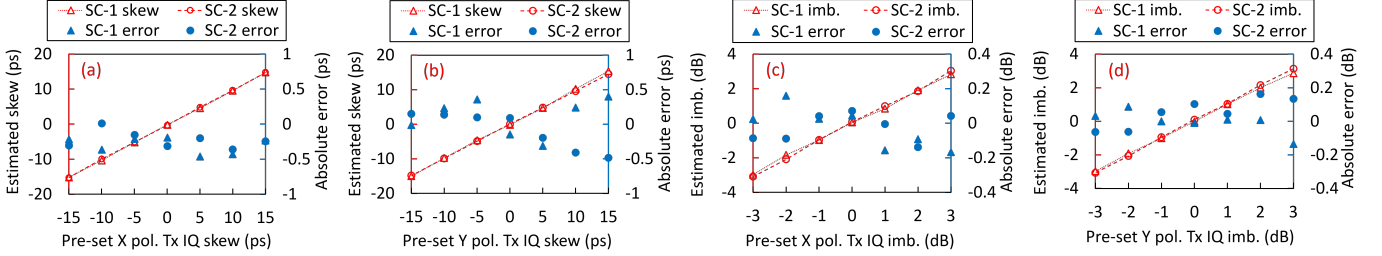 SC-1 skew SC-2 skew
SC-1 error SC-2 error
(a)
Estimated skew (ps)
20
10
0
-10
-20
1
0.5
0
-0.5
-1
Absolute error (ps)
-15 -10 -5 0 5 10 15
Pre-set X pol. Tx IQ skew (ps)
SC-1 skew SC-2 skew
SC-1 error SC-2 error
(b)
Estimated skew (ps)
20
10
0
-10
-20
1
0.5
0
-0.5
-1
Absolute error (ps)
-15 -10 -5 0 5 10 15
Pre-set Y pol. Tx IQ skew (ps)
SC-1 imb. SC-2 imb.
SC-1 error SC-2 error
(c)
Estimated imb. (dB)
4
2
0
-2
-4
0.4
0.2
0
-0.2
-0.4
Absolute error (dB)
-3 -2 -1 0 1 2 3
Pre-set X pol. Tx IQ imb. (dB)
SC-1 imb. SC-2 imb.
SC-1 error SC-2 error
(d)
Estimated imb. (dB)
4
2
0
-2
-4
0.4
0.2
0
-0.2
-0.4
Absolute error (dB)
-3 -2 -1 0 1 2 3
Pre-set Y pol. Tx IQ imb. (dB)